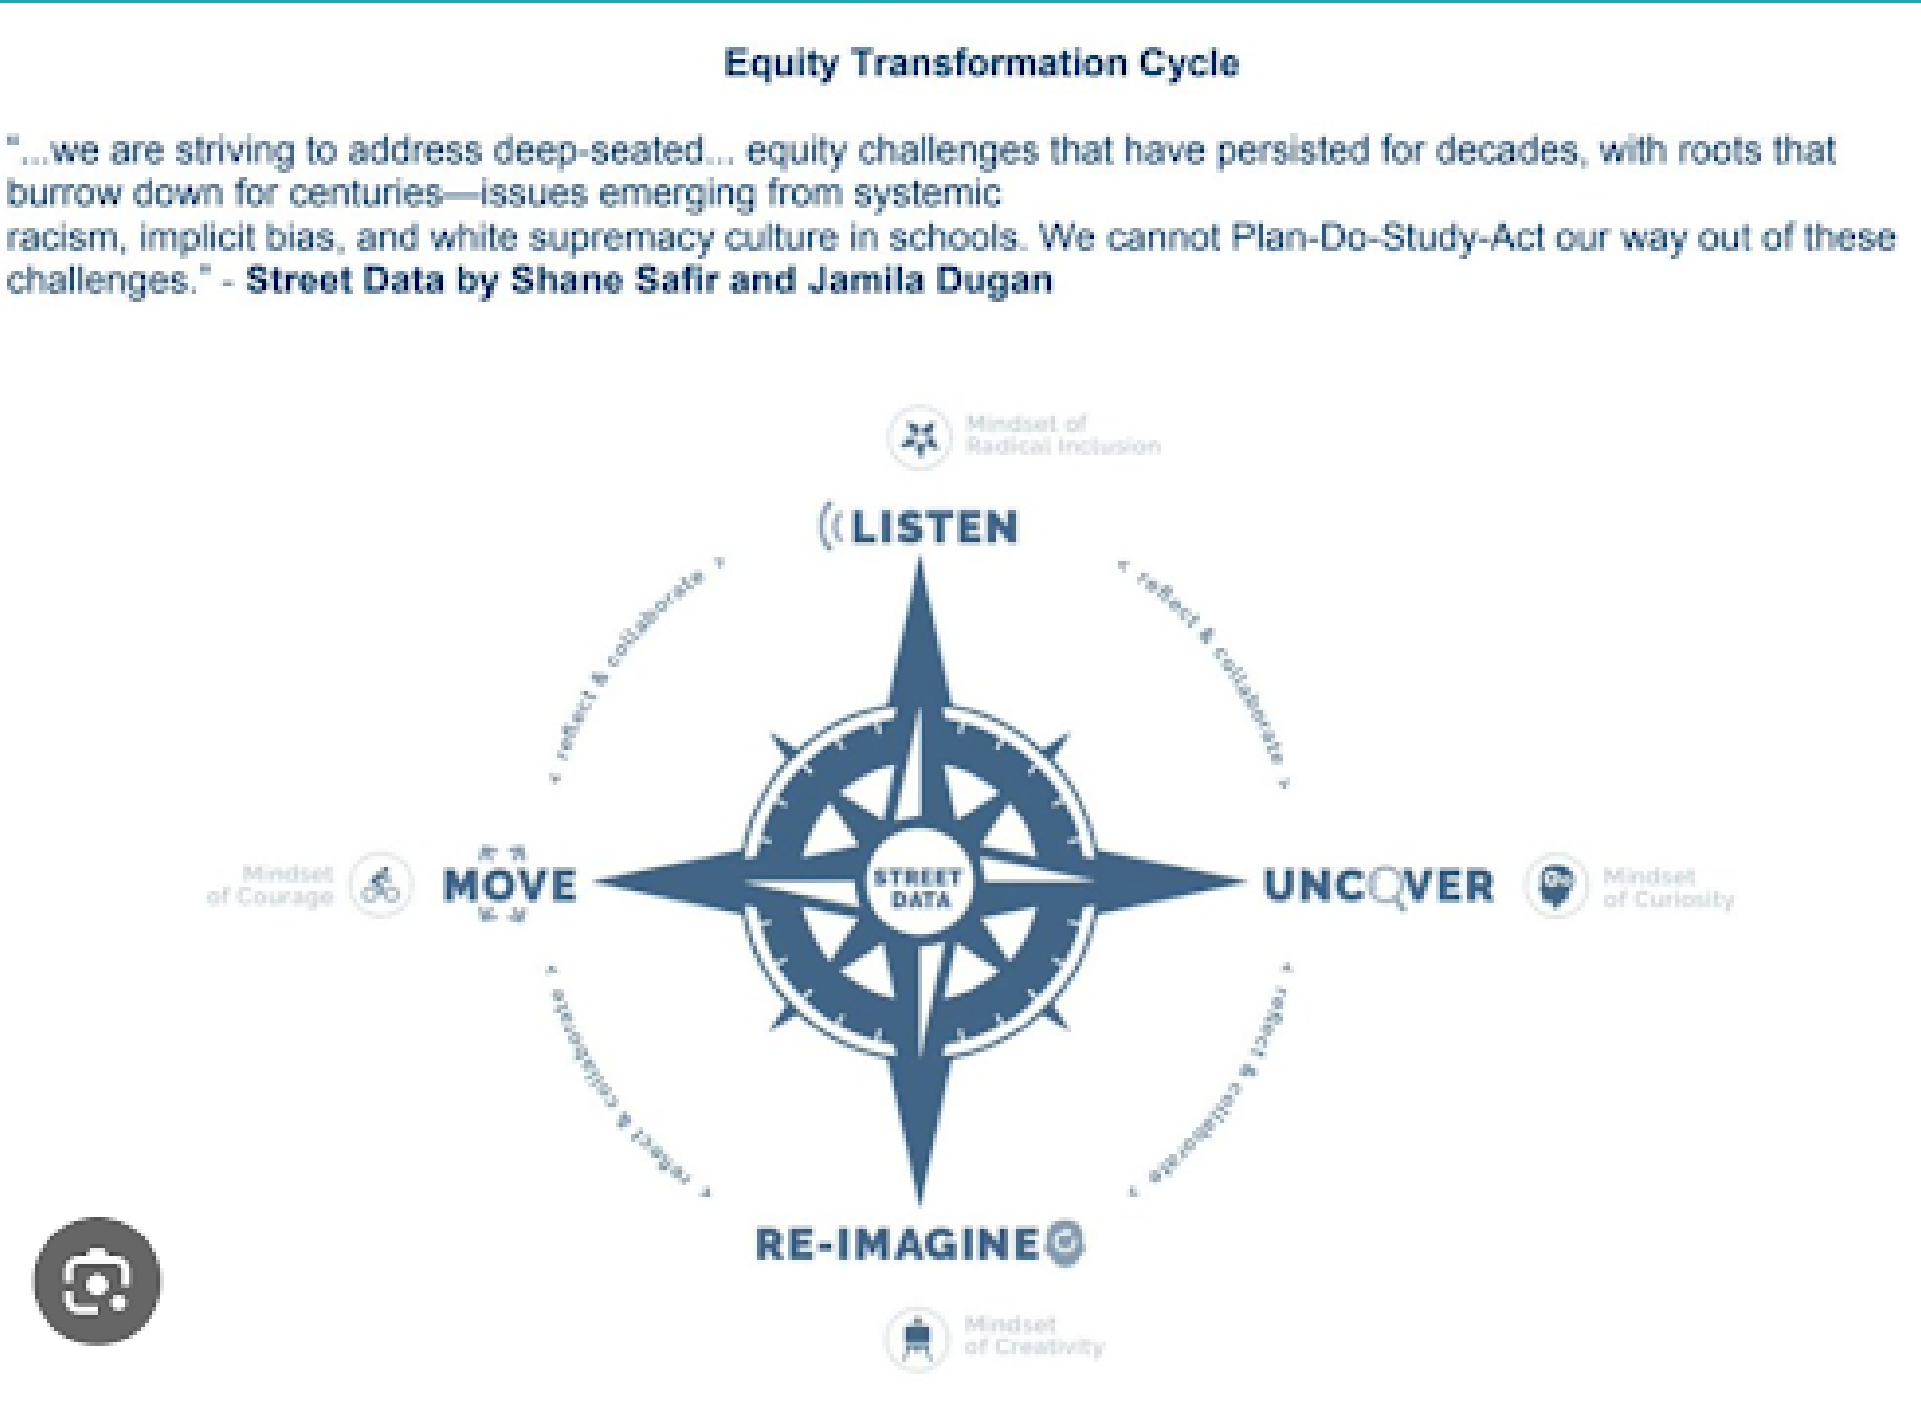 Equity Transformation Cycle
"...we are striving to address deep-seated... equity challenges that have persisted for decades, with roots that
burrow down for centuries—issues emerging from systemic
racism, implicit bias, and white supremacy culture in schools. We cannot Plan-Do-Study-Act our way out of these
challenges." - Street Data by Shane Safir and Jamila Dugan
Mindset of
Radical Inclusion
LISTEN
reflect & collaborate
reflect & collaborate
Mindset
of Courage
MOVE
STREET
DATA
UNCOVER
Mindset
of Curiosity
reflect & collaborate
reflect & collaborate
RE-IMAGINE
Mindset
of Creativity